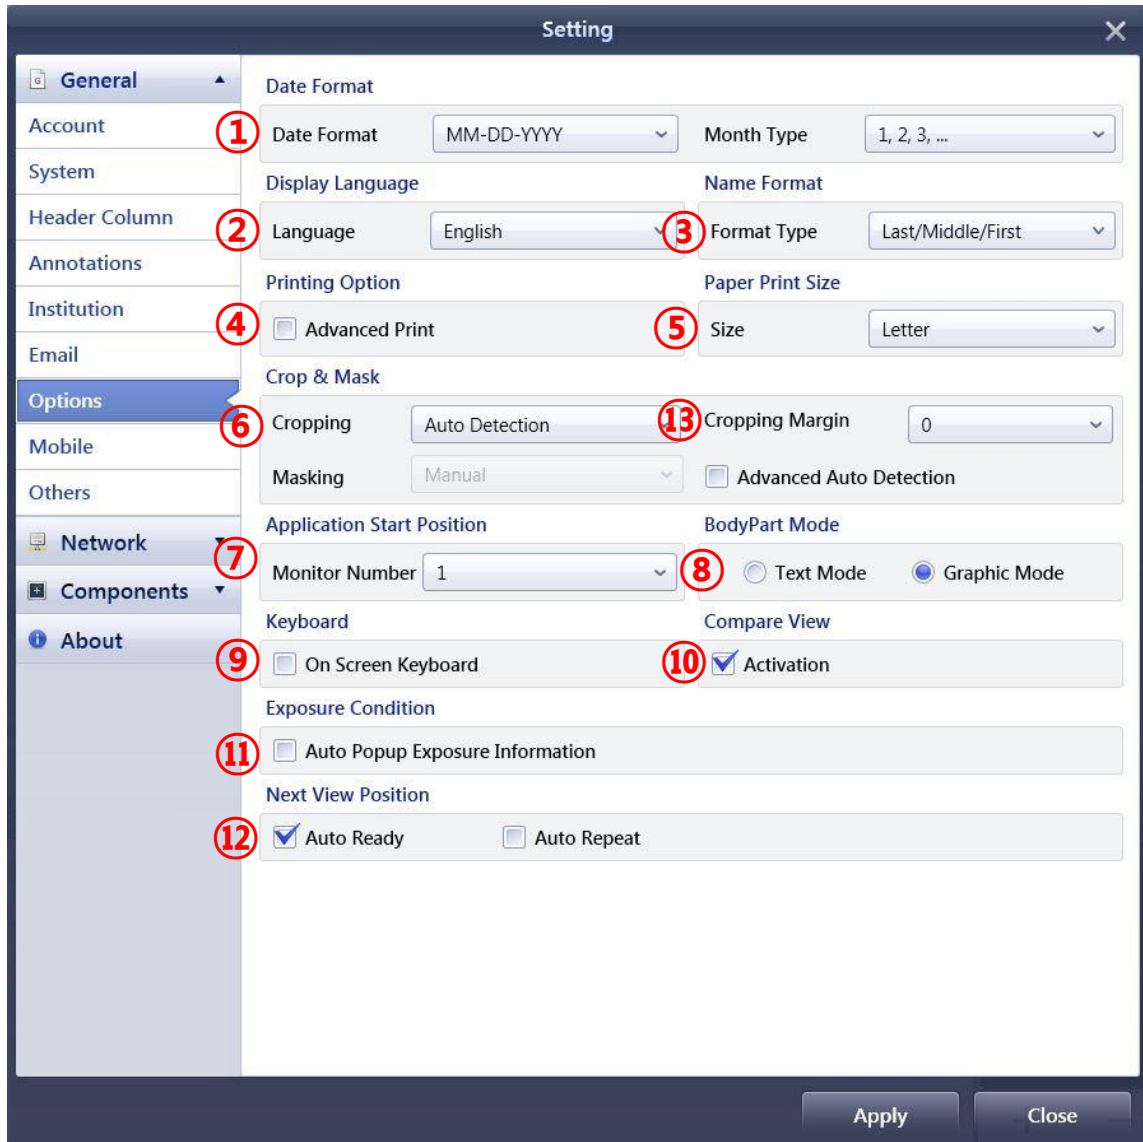 Setting
General
Account
System
Header Column
Annotations
Institution
Email
Options
Mobile
Others
Network
Components
About
Date Format
① Date Format MM-DD-YYYY Month Type 1, 2, 3, ...
Display Language Name Format
② Language English ③ Format Type Last/Middle/First
Printing Option Paper Print Size
④ Advanced Print ⑤ Size Letter
Crop & Mask
⑥ Cropping Auto Detection ⑬ Cropping Margin 0
Masking Manual Advanced Auto Detection
Application Start Position BodyPart Mode
⑦ Monitor Number 1 ⑧ Text Mode Graphic Mode
Keyboard Compare View
⑨ On Screen Keyboard ⑩ Activation
Exposure Condition
⑪ Auto Popup Exposure Information
Next View Position
⑫ Auto Ready Auto Repeat
Apply Close